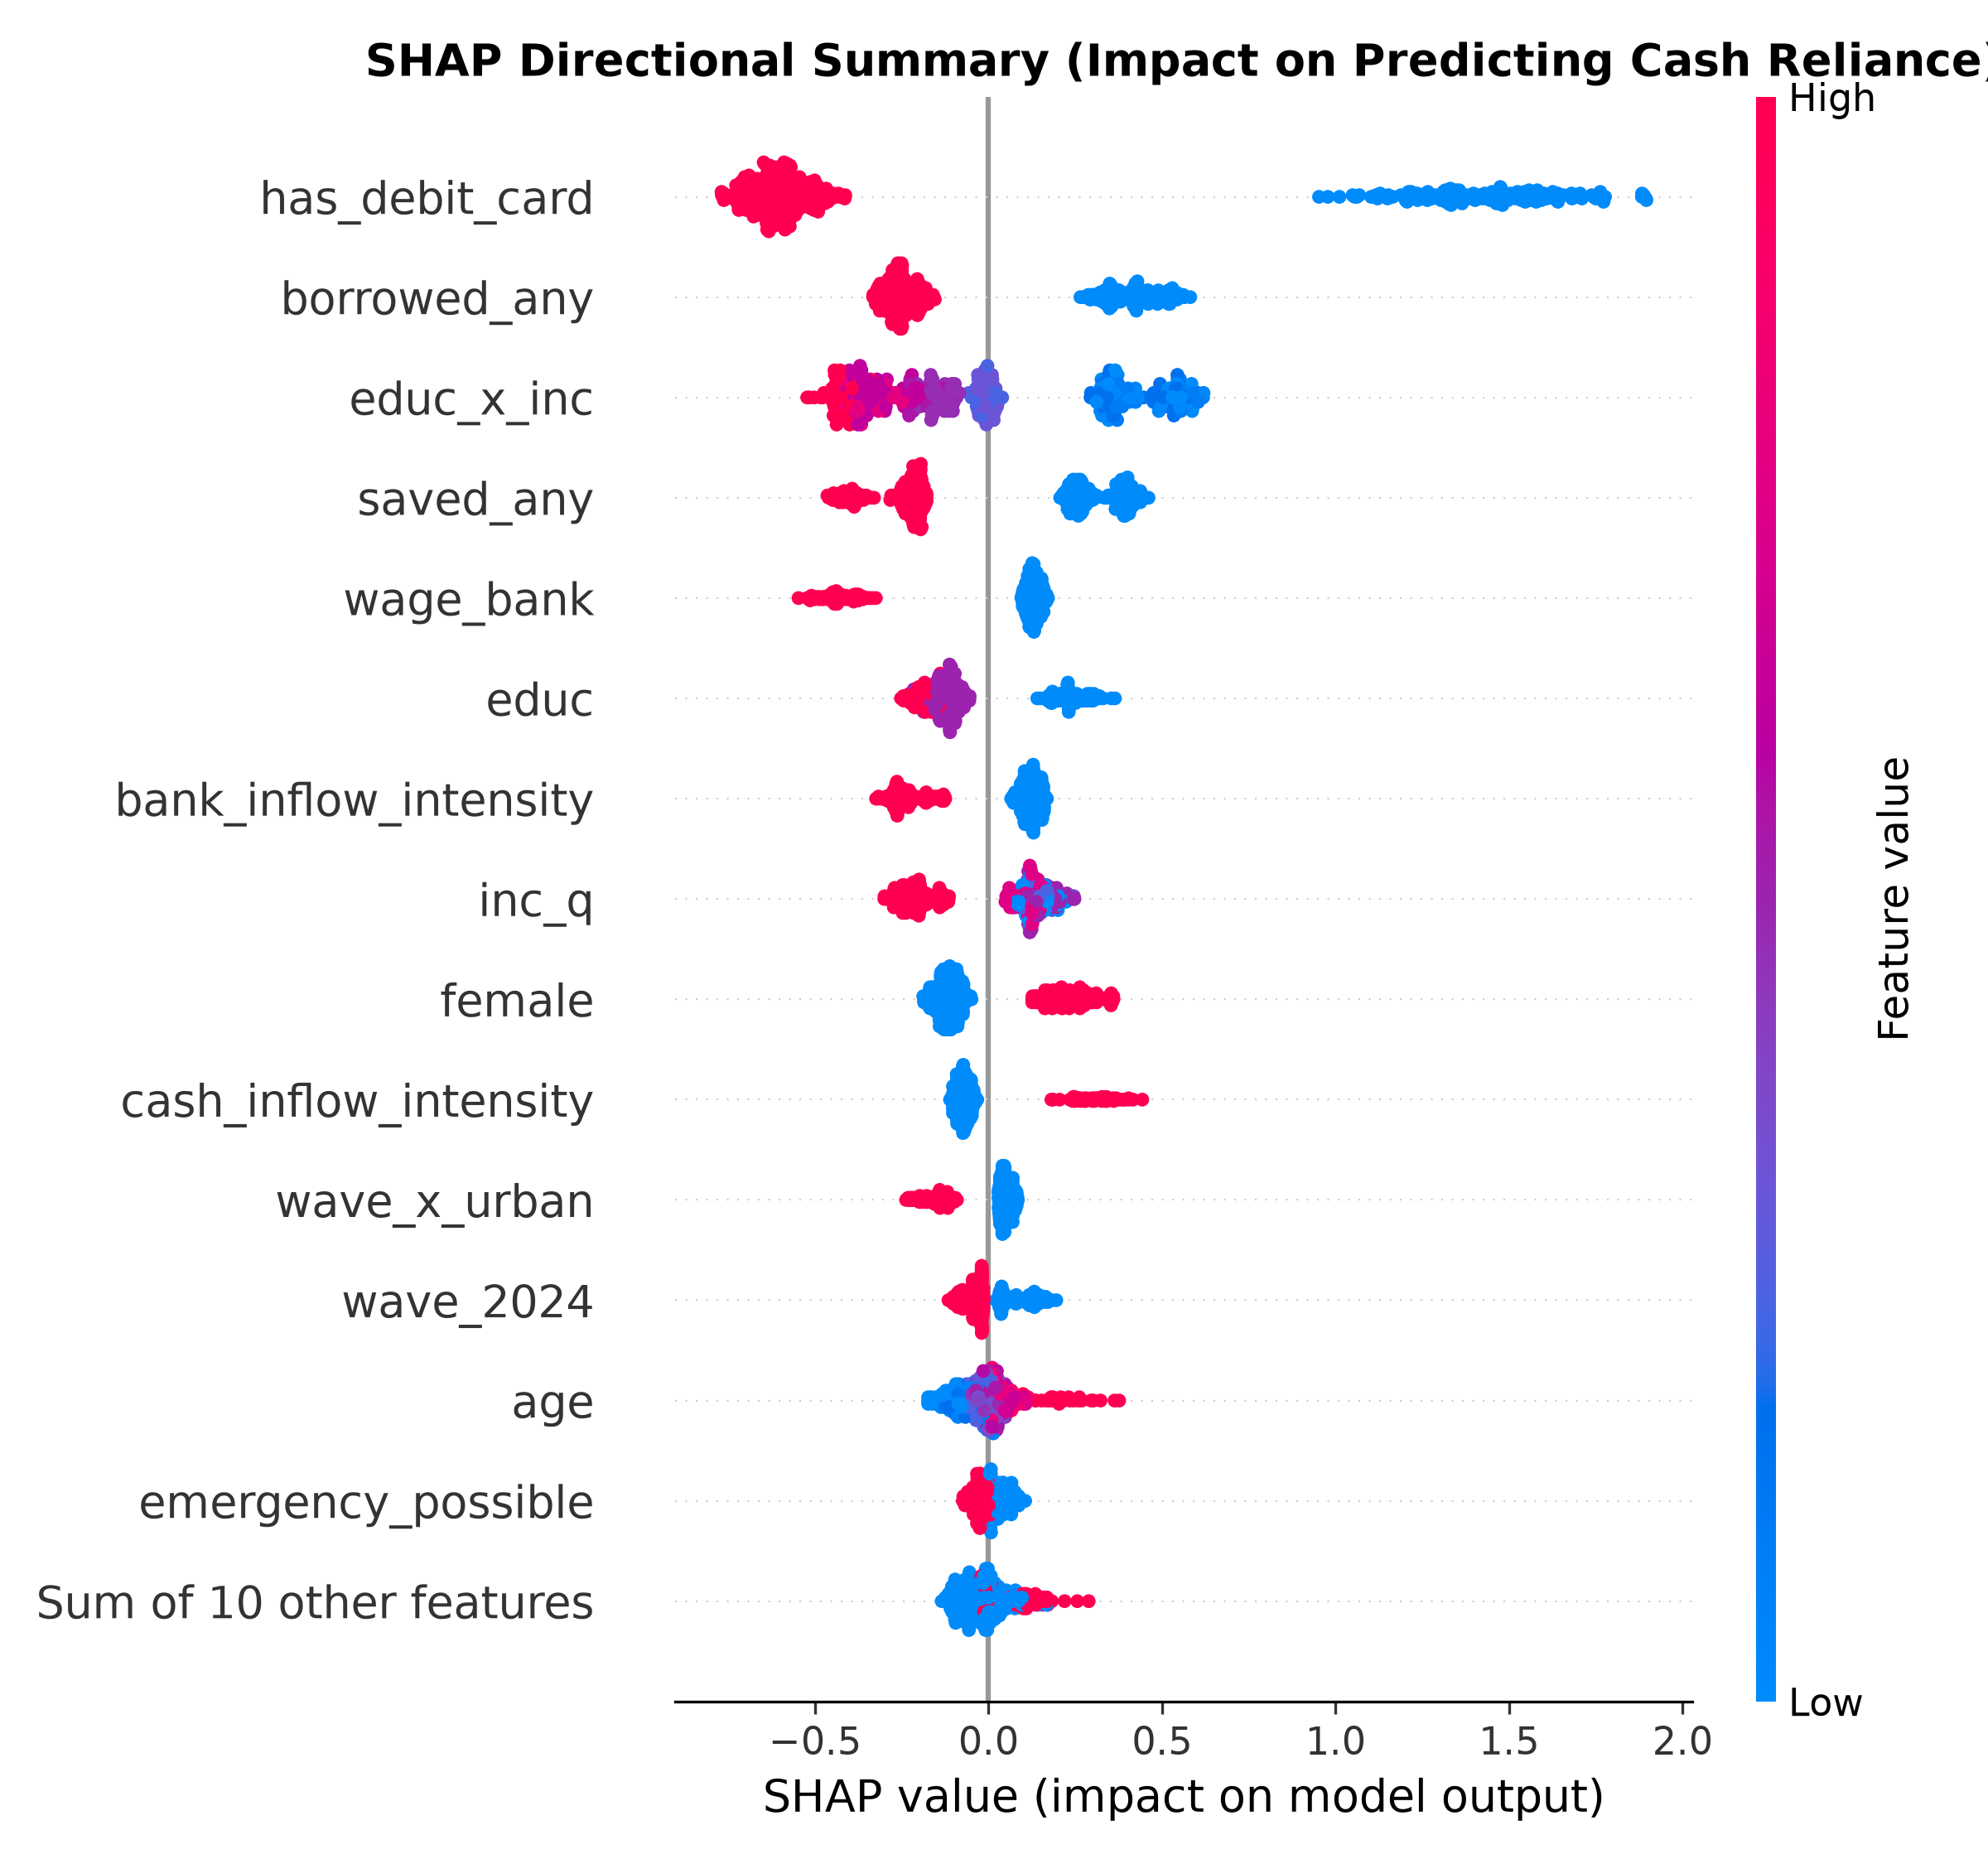 SHAP Directional Summary (Impact on Predicting Cash Reliance)
High
has_debit_card
borrowed_any
educ_x_inc
saved_any
wage_bank
educ
bank_inflow_intensity
inc_q
female
cash_inflow_intensity
wave_x_urban
wave_2024
age
emergency_possible
Sum of 10 other features
Feature value
Low
−0.5 0.0 0.5 1.0 1.5 2.0
SHAP value (impact on model output)